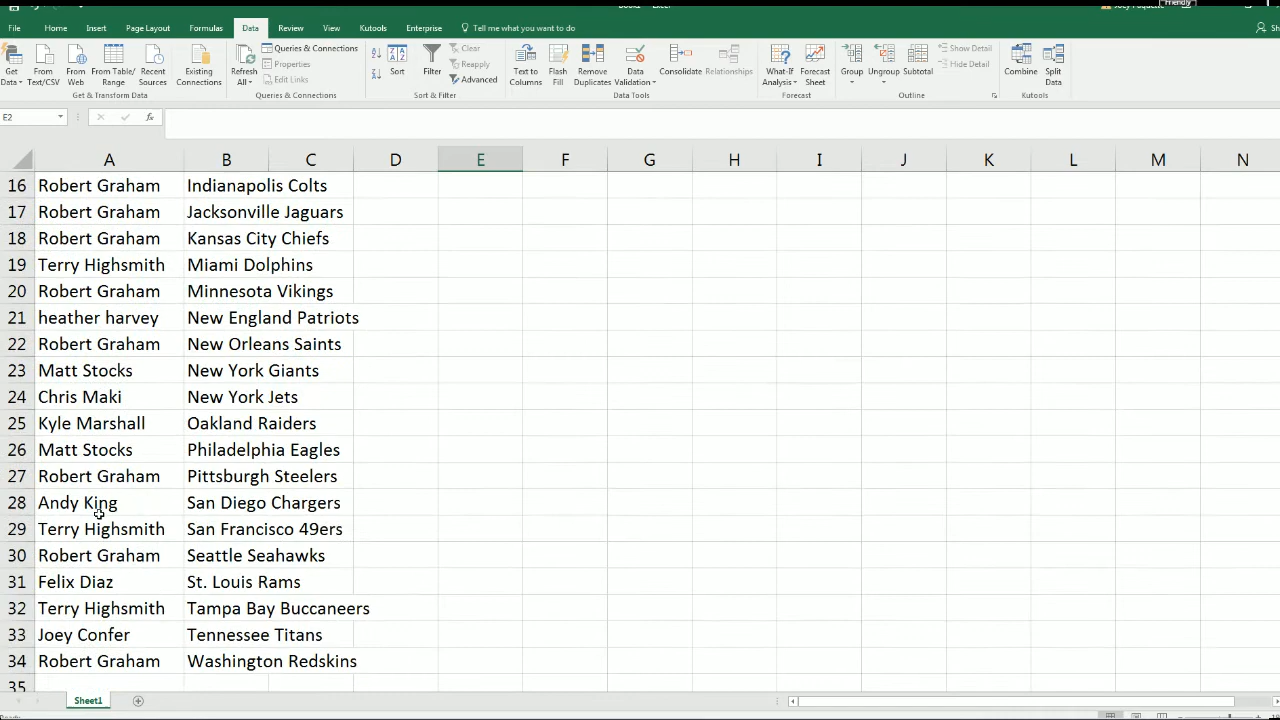 Friendly
File Home Insert Page Layout Formulas Data Review View Kutools Enterprise Tell me what you want to do
Get Data From Text/CSV From Web From Table/ Range Recent Sources Existing Connections Refresh All Queries & Connections Properties Edit Links Sort Filter Clear Reapply Advanced Text to Columns Flash Fill Remove Duplicates Data Validation Consolidate Relationships What-If Analysis Forecast Sheet Group Ungroup Subtotal Show Detail Hide Detail Combine Split Data
Get & Transform Data Queries & Connections Sort & Filter Data Tools Forecast Outline Kutools
E2 fx
A B C D E F G H I J K L M N
16 Robert Graham Indianapolis Colts
17 Robert Graham Jacksonville Jaguars
18 Robert Graham Kansas City Chiefs
19 Terry Highsmith Miami Dolphins
20 Robert Graham Minnesota Vikings
21 heather harvey New England Patriots
22 Robert Graham New Orleans Saints
23 Matt Stocks New York Giants
24 Chris Maki New York Jets
25 Kyle Marshall Oakland Raiders
26 Matt Stocks Philadelphia Eagles
27 Robert Graham Pittsburgh Steelers
28 Andy King San Diego Chargers
29 Terry Highsmith San Francisco 49ers
30 Robert Graham Seattle Seahawks
31 Felix Diaz St. Louis Rams
32 Terry Highsmith Tampa Bay Buccaneers
33 Joey Confer Tennessee Titans
34 Robert Graham Washington Redskins
35
Sheet1